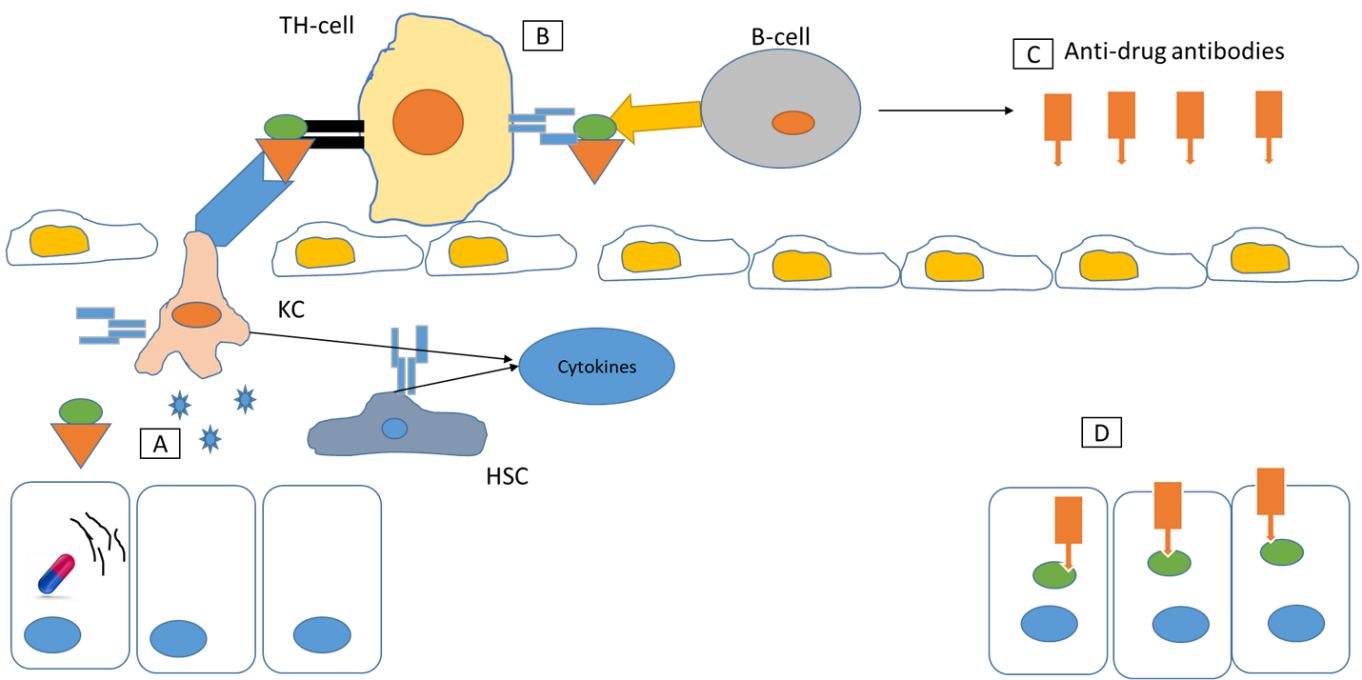 TH-cell
B
B-cell
C Anti-drug antibodies
KC
Cytokines
A
HSC
D